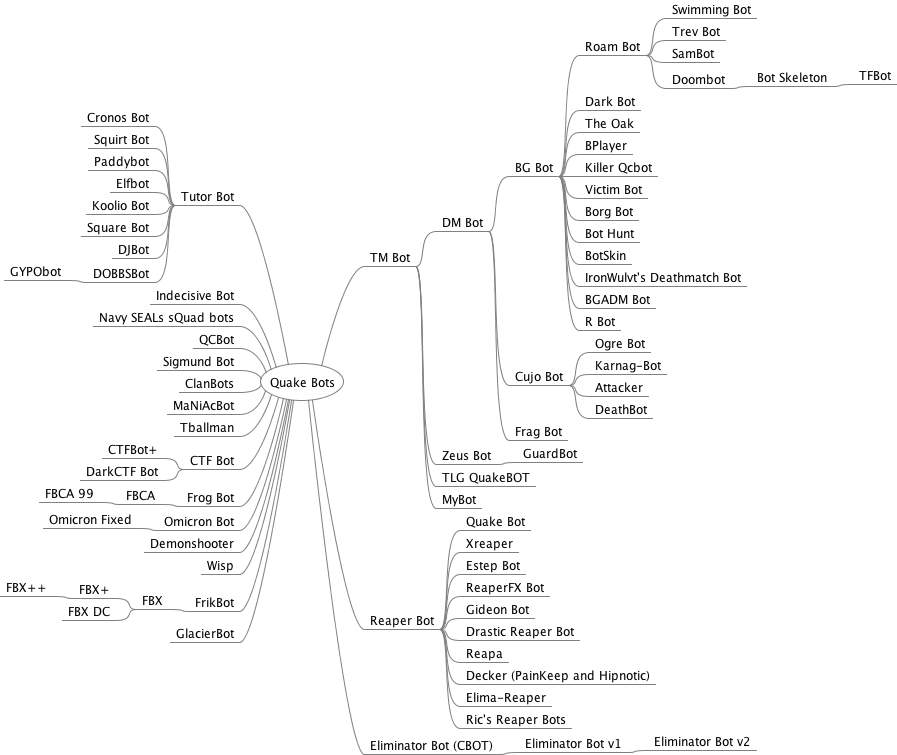 Quake Bots
Tutor Bot
Cronos Bot
Squirt Bot
Paddybot
Elfbot
Koolio Bot
Square Bot
DJBot
DOBBSBot
GYPObot
Indecisive Bot
Navy SEALs sQuad bots
QCBot
Sigmund Bot
ClanBots
MaNiAcBot
Tballman
CTF Bot
CTFBot+
DarkCTF Bot
Frog Bot
FBCA
FBCA 99
Omicron Bot
Omicron Fixed
Demonshooter
Wisp
FrikBot
FBX
FBX+
FBX++
FBX DC
GlacierBot
TM Bot
DM Bot
BG Bot
Roam Bot
Swimming Bot
Trev Bot
SamBot
Doombot
Bot Skeleton
TFBot
Dark Bot
The Oak
BPlayer
Killer Qcbot
Victim Bot
Borg Bot
Bot Hunt
BotSkin
IronWulvt's Deathmatch Bot
BGADM Bot
R Bot
Cujo Bot
Ogre Bot
Karnag-Bot
Attacker
DeathBot
Frag Bot
Zeus Bot
GuardBot
TLG QuakeBOT
MyBot
Reaper Bot
Quake Bot
Xreaper
Estep Bot
ReaperFX Bot
Gideon Bot
Drastic Reaper Bot
Reapa
Decker (PainKeep and Hipnotic)
Elima-Reaper
Ric's Reaper Bots
Eliminator Bot (CBOT)
Eliminator Bot v1
Eliminator Bot v2